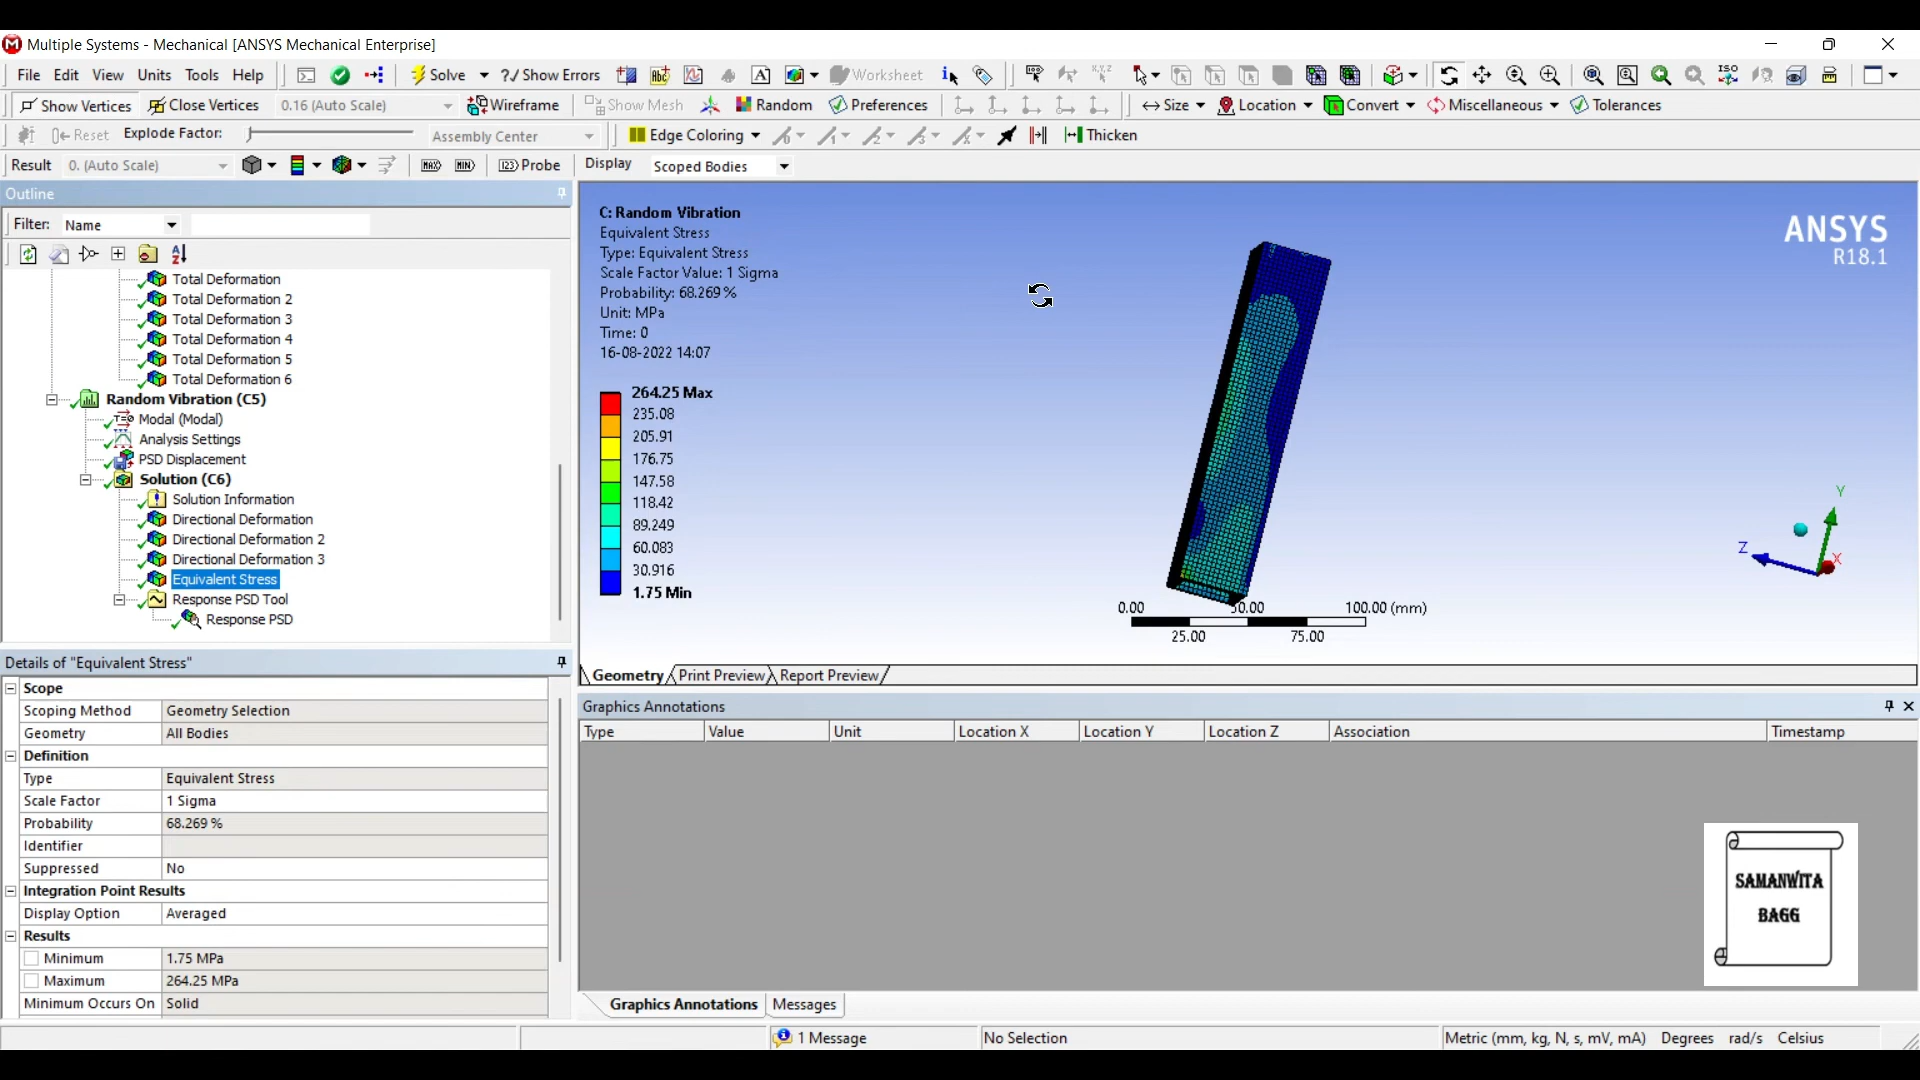 Multiple Systems - Mechanical [ANSYS Mechanical Enterprise]
File Edit View Units Tools Help Solve ?/ Show Errors Worksheet
Show Vertices Close Vertices 0.16 (Auto Scale) Wireframe Show Mesh Random Preferences Size Location Convert Miscellaneous Tolerances
Reset Explode Factor: Assembly Center Edge Coloring Thicken
Result 0. (Auto Scale) MAX MIN Probe Display Scoped Bodies
Outline
Filter: Name
Total Deformation
Total Deformation 2
Total Deformation 3
Total Deformation 4
Total Deformation 5
Total Deformation 6
Random Vibration (C5)
Modal (Modal)
Analysis Settings
PSD Displacement
Solution (C6)
Solution Information
Directional Deformation
Directional Deformation 2
Directional Deformation 3
Equivalent Stress
Response PSD Tool
Response PSD
C: Random Vibration
Equivalent Stress
Type: Equivalent Stress
Scale Factor Value: 1 Sigma
Probability: 68.269 %
Unit: MPa
Time: 0
16-08-2022 14:07
264.25 Max
235.08
205.91
176.75
147.58
118.42
89.249
60.083
30.916
1.75 Min
ANSYS
R18.1
Y
Z
X
0.00 50.00 100.00 (mm)
25.00 75.00
Geometry Print Preview Report Preview
Details of "Equivalent Stress"
Scope
Scoping Method Geometry Selection
Geometry All Bodies
Definition
Type Equivalent Stress
Scale Factor 1 Sigma
Probability 68.269 %
Identifier
Suppressed No
Integration Point Results
Display Option Averaged
Results
Minimum 1.75 MPa
Maximum 264.25 MPa
Minimum Occurs On Solid
Graphics Annotations
Type Value Unit Location X Location Y Location Z Association Timestamp
SAMANWITA
BAGG
Graphics Annotations Messages
1 Message No Selection Metric (mm, kg, N, s, mV, mA) Degrees rad/s Celsius